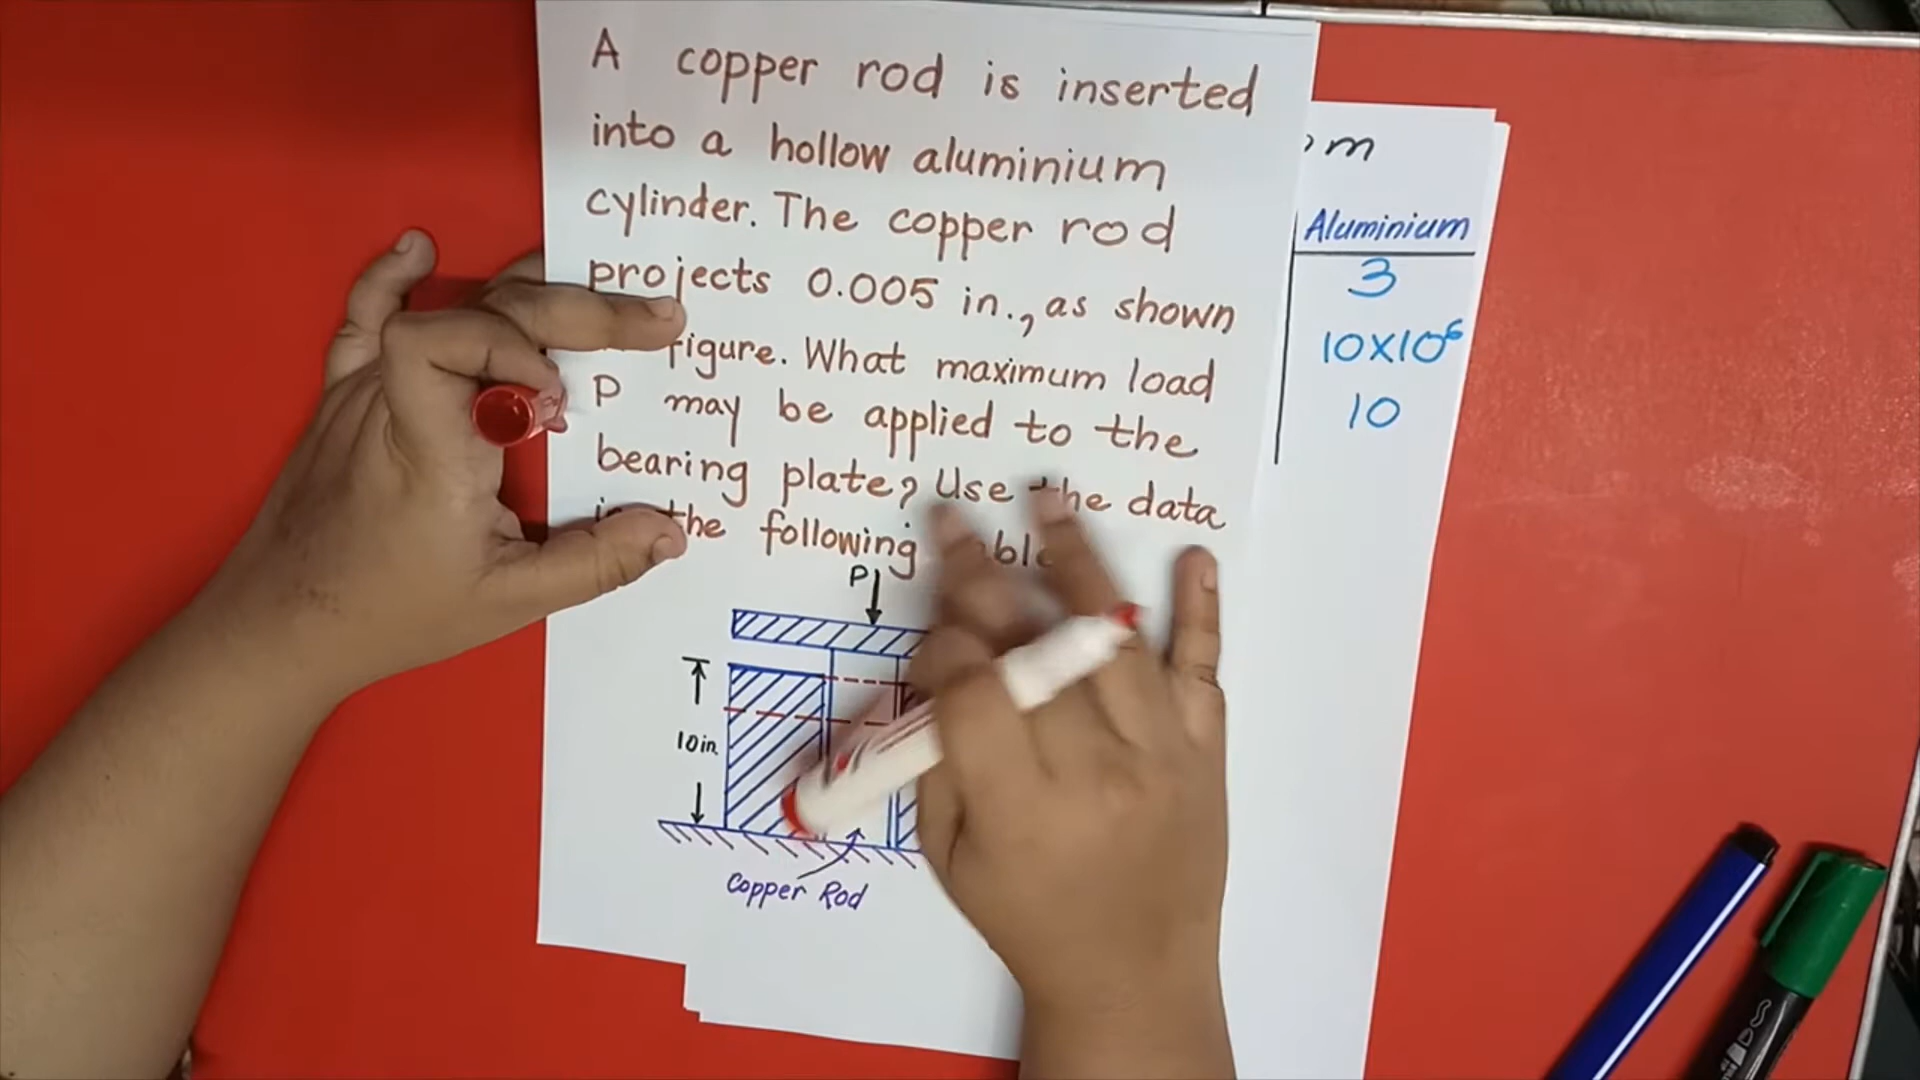 A copper rod is inserted
into a hollow aluminium
cylinder. The copper rod
projects 0.005 in., as shown
figure. What maximum load
P may be applied to the
bearing plate? Use the data
the following
P
10in.
Copper Rod
Aluminium
3
10X10⁶
10